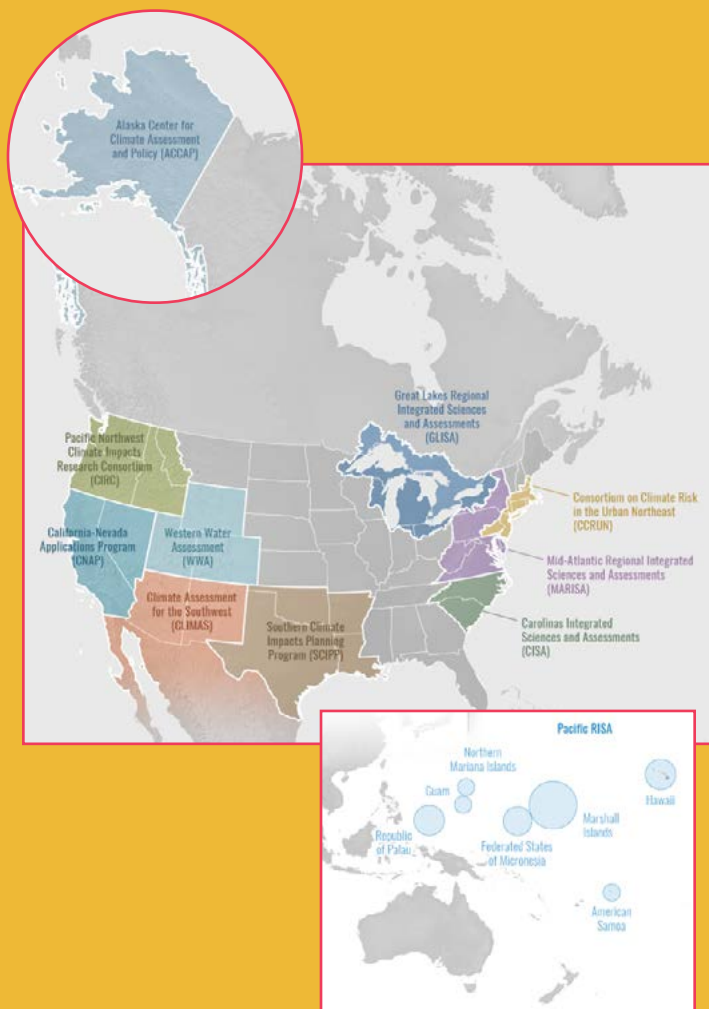 Alaska Center for
Climate Assessment
and Policy (ACCAP)
Great Lakes Regional
Integrated Sciences
and Assessments
(GLISA)
Pacific Northwest
Climate Impacts
Research Consortium
(CIRC)
Consortium on Climate Risk
in the Urban Northeast
(CCRUN)
California-Nevada
Applications Program
(CNAP)
Western Water
Assessment
(WWA)
Mid-Atlantic Regional Integrated
Sciences and Assessments
(MARISA)
Climate Assessment
for the Southwest
(CLIMAS)
Southern Climate
Impacts Planning
Program (SCIPP)
Carolinas Integrated
Sciences and Assessments
(CISA)
Pacific RISA
Northern
Mariana Islands
Guam
Hawaii
Republic
of Palau
Marshall
Islands
Federated States
of Micronesia
American
Samoa